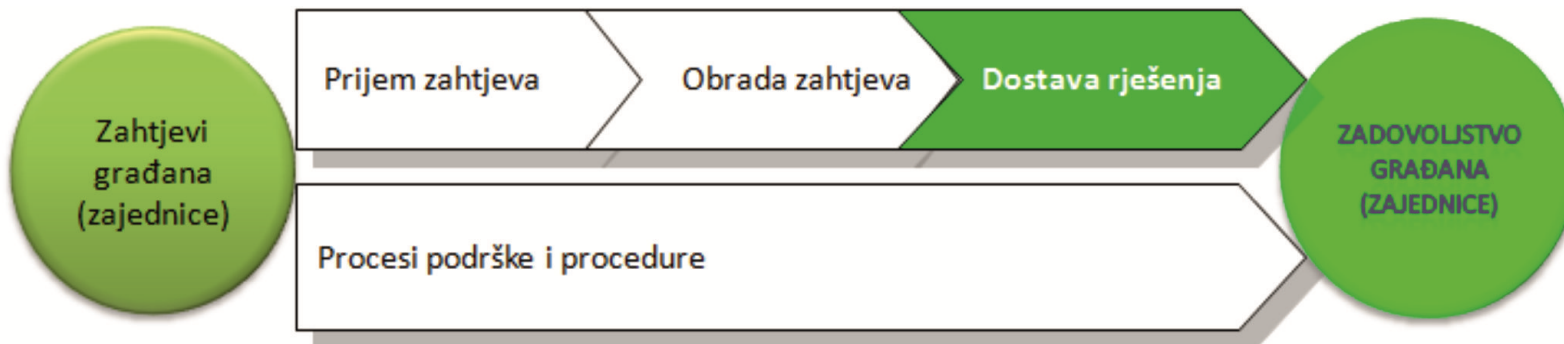 Zahtjevi
građana
(zajednice)
Prijem zahtjeva
Obrada zahtjeva
Dostava rješenja
Procesi podrške i procedure
ZADOVOLJSTVO
GRAĐANA
(ZAJEDNICE)